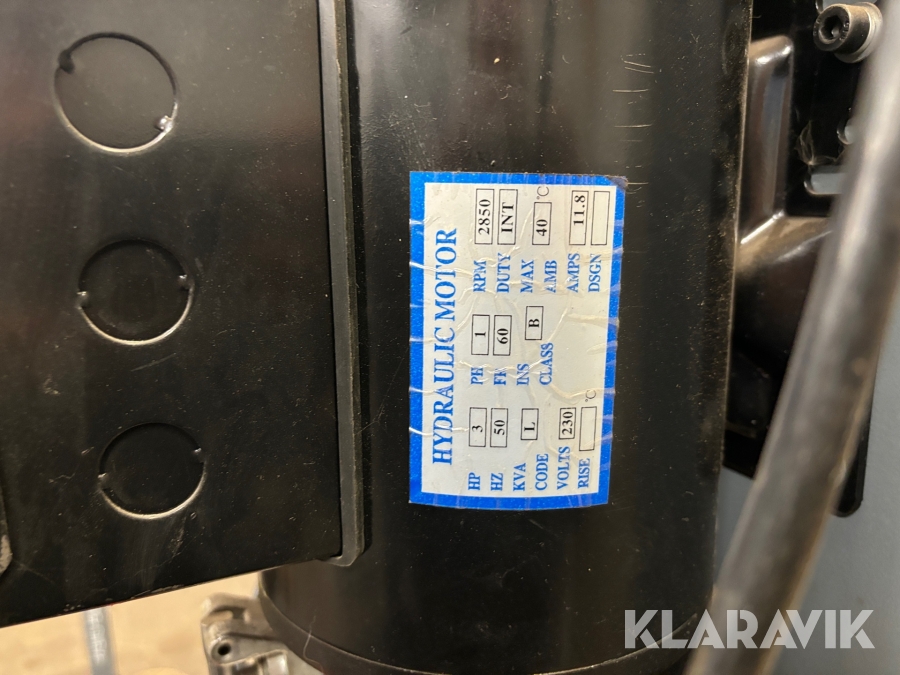 HYDRAULIC MOTOR
HP 3 PH 1 RPM 2850
HZ 50 FR 60 DUTY INT
KVA L INS B MAX 40 ℃
CODE CLASS AMB
VOLTS 230 AMPS 11.8
RISE ℃ DSGN
KLARAVIK